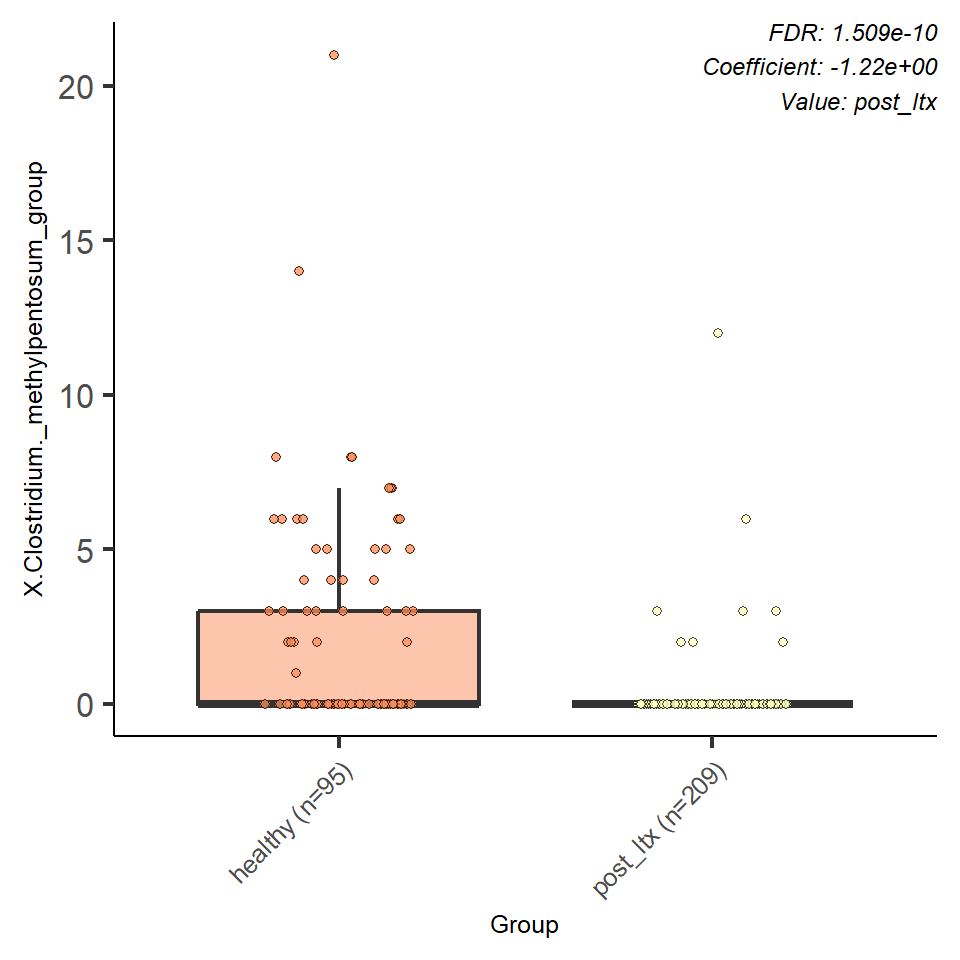 FDR: 1.509e-10
Coefficient: -1.22e+00
Value: post_ltx
X.Clostridium._methylpentosum_group
20
15
10
5
0
healthy (n=95)
post_ltx (n=209)
Group